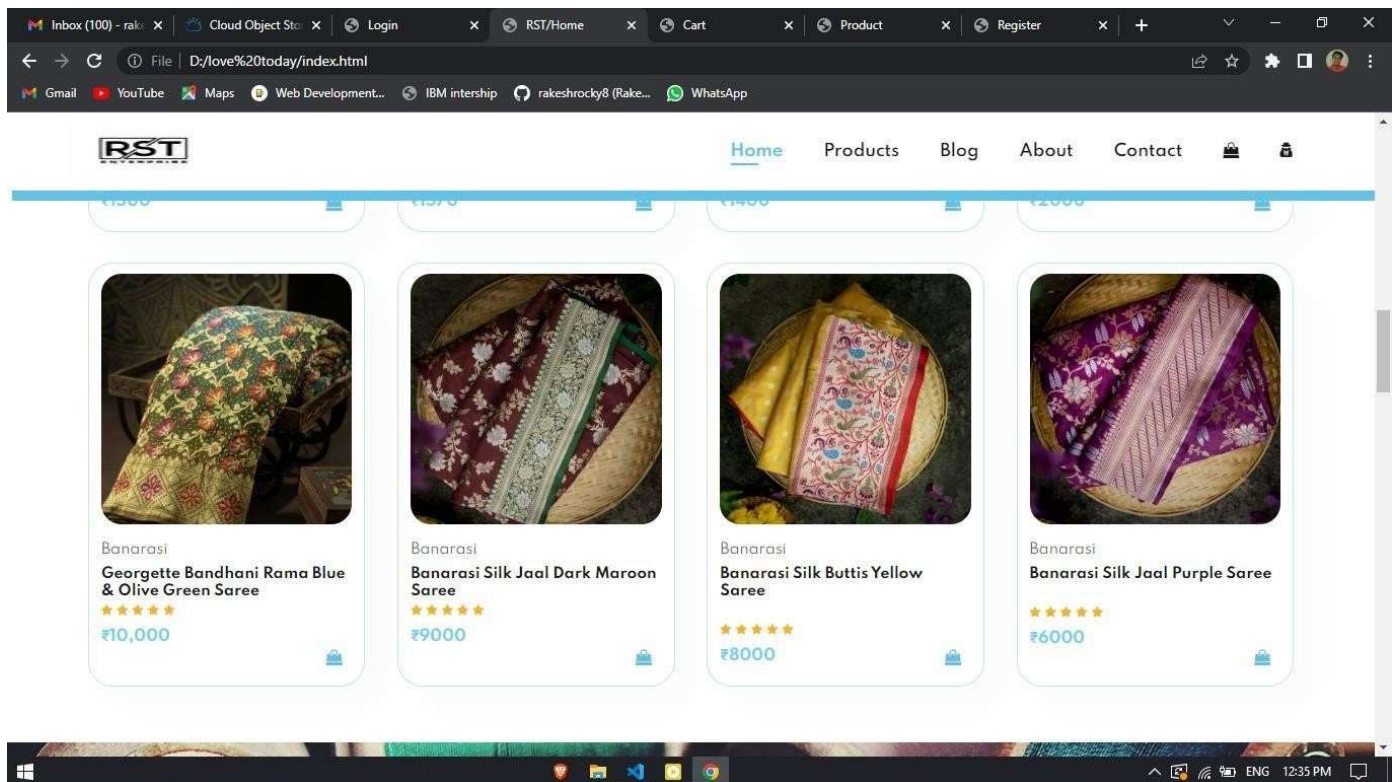 Inbox (100) - rake
Cloud Object Stor
Login
RST/Home
Cart
Product
Register
File
D:/love%20today/index.html
Gmail
YouTube
Maps
Web Development...
IBM intership
rakeshrocky8 (Rake...
WhatsApp
RST
ENTERPRISE
Home
Products
Blog
About
Contact
Banarasi
Georgette Bandhani Rama Blue
& Olive Green Saree
₹10,000
Banarasi
Banarasi Silk Jaal Dark Maroon
Saree
₹9000
Banarasi
Banarasi Silk Buttis Yellow
Saree
₹8000
Banarasi
Banarasi Silk Jaal Purple Saree
₹6000
ENG
12:35 PM